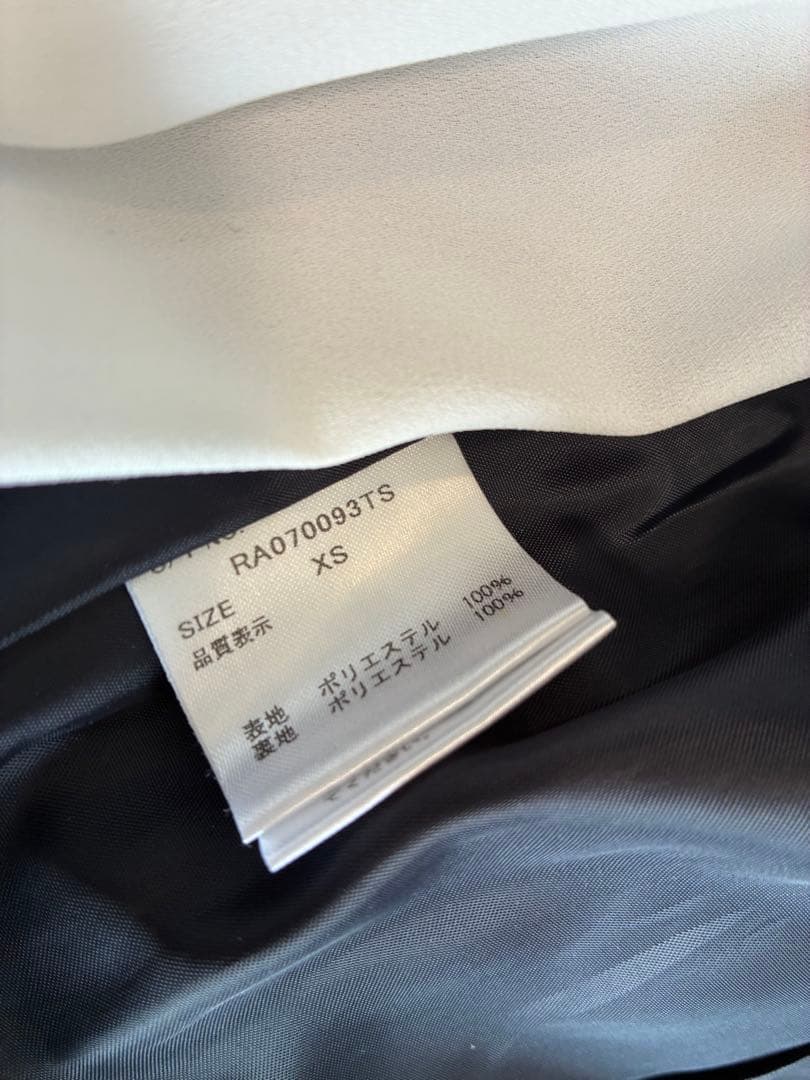 RA070093TS
SIZE XS
品質表示
表地 ポリエステル 100%
裏地 ポリエステル 100%